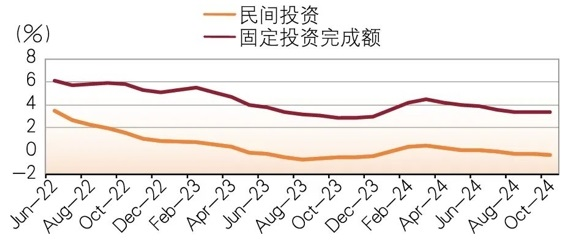 民间投资
固定投资完成额
(%)
8
6
4
2
0
−2
Jun−22
Aug−22
Oct−22
Dec−22
Feb−23
Apr−23
Jun−23
Aug−23
Oct−23
Dec−23
Feb−24
Apr−24
Jun−24
Aug−24
Oct−24